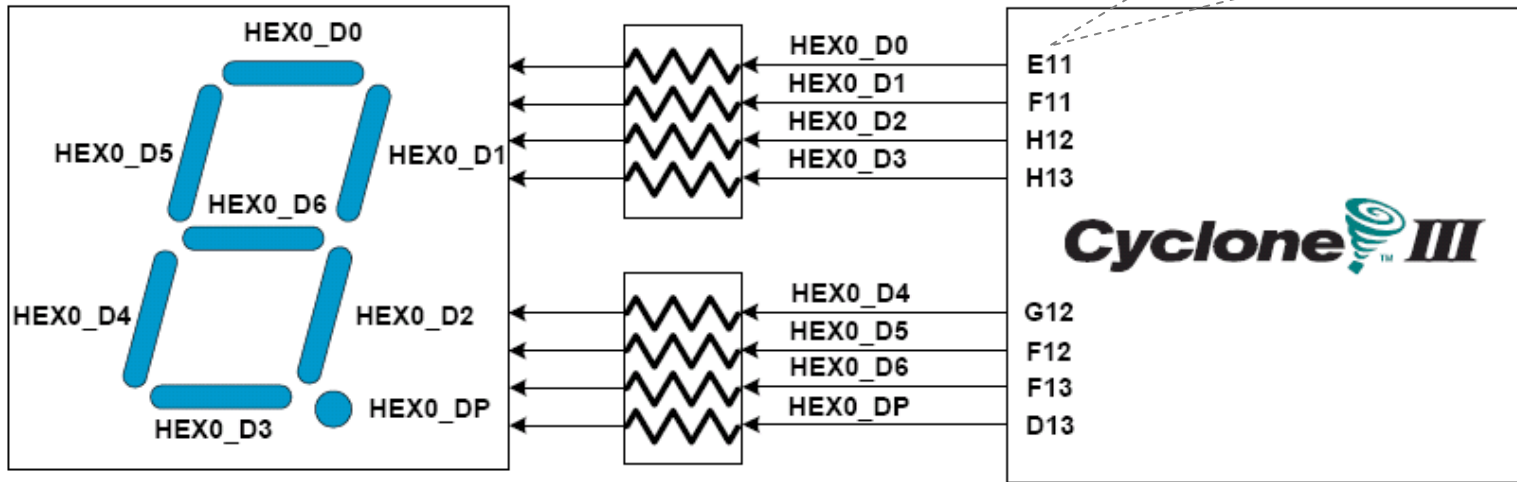 HEX0_D0
HEX0_D5
HEX0_D1
HEX0_D6
HEX0_D4
HEX0_D2
HEX0_D3
HEX0_DP
HEX0_D0
HEX0_D1
HEX0_D2
HEX0_D3
HEX0_D4
HEX0_D5
HEX0_D6
HEX0_DP
E11
F11
H12
H13
Cyclone III
TM
G12
F12
F13
D13